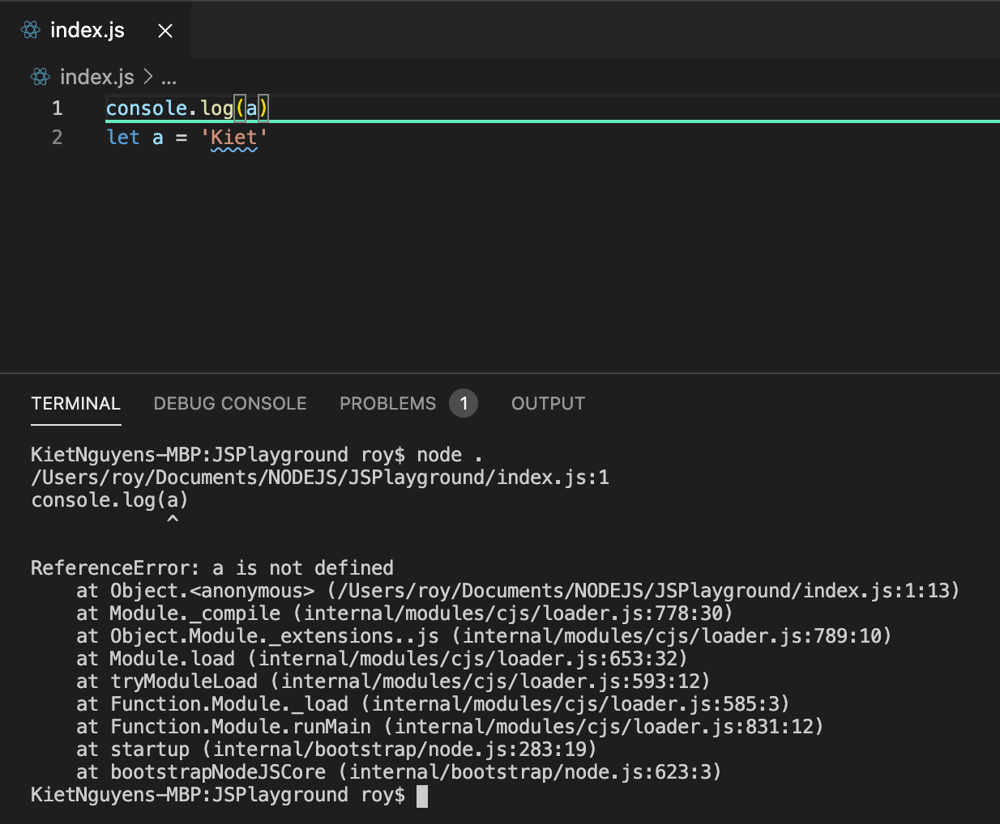 index.js
index.js > ...
1 console.log(a)
2 let a = 'Kiet'
TERMINAL DEBUG CONSOLE PROBLEMS 1 OUTPUT
KietNguyens-MBP:JSPlayground roy$ node .
/Users/roy/Documents/NODEJS/JSPlayground/index.js:1
console.log(a)
            ^
ReferenceError: a is not defined
    at Object.<anonymous> (/Users/roy/Documents/NODEJS/JSPlayground/index.js:1:13)
    at Module._compile (internal/modules/cjs/loader.js:778:30)
    at Object.Module._extensions..js (internal/modules/cjs/loader.js:789:10)
    at Module.load (internal/modules/cjs/loader.js:653:32)
    at tryModuleLoad (internal/modules/cjs/loader.js:593:12)
    at Function.Module._load (internal/modules/cjs/loader.js:585:3)
    at Function.Module.runMain (internal/modules/cjs/loader.js:831:12)
    at startup (internal/bootstrap/node.js:283:19)
    at bootstrapNodeJSCore (internal/bootstrap/node.js:623:3)
KietNguyens-MBP:JSPlayground roy$